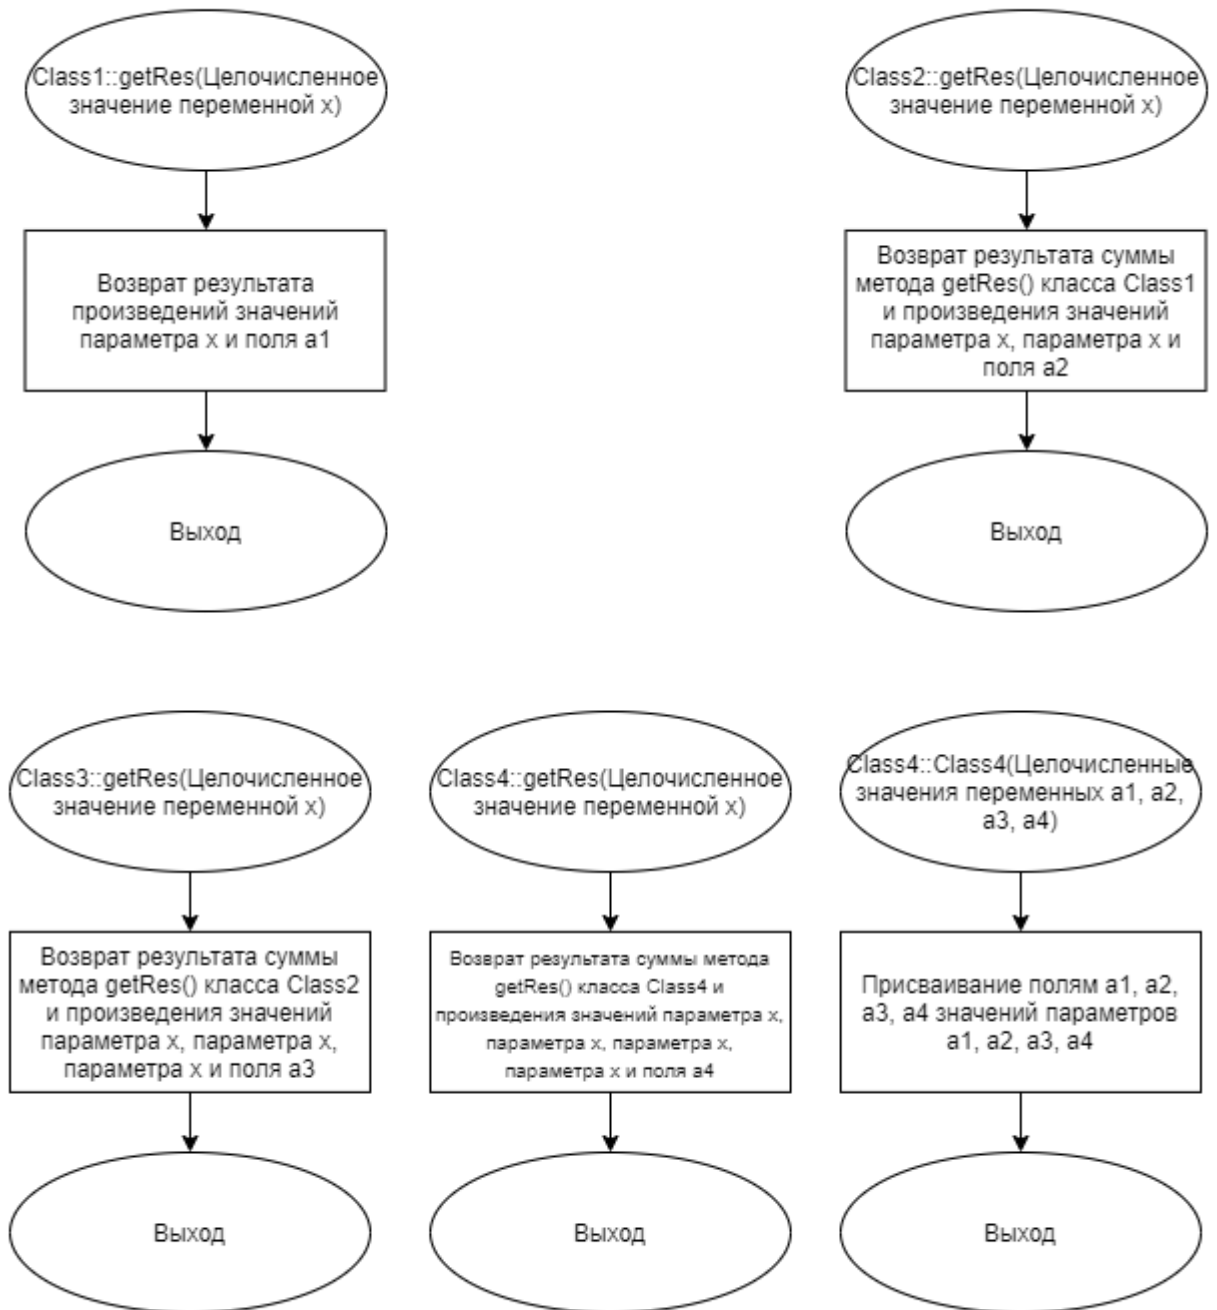 Class1::getRes(Целочисленное
значение переменной x)
Возврат результата
произведений значений
параметра x и поля a1
Выход
Class2::getRes(Целочисленное
значение переменной x)
Возврат результата суммы
метода getRes() класса Class1
и произведения значений
параметра x, параметра x и
поля a2
Выход
Class3::getRes(Целочисленное
значение переменной x)
Возврат результата суммы
метода getRes() класса Class2
и произведения значений
параметра x, параметра x,
параметра x и поля a3
Выход
Class4::getRes(Целочисленное
значение переменной x)
Возврат результата суммы метода
getRes() класса Class4 и
произведения значений параметра x,
параметра x, параметра x,
параметра x и поля a4
Выход
Class4::Class4(Целочисленные
значения переменных a1, a2,
a3, a4)
Присваивание полям a1, a2,
a3, a4 значений параметров
a1, a2, a3, a4
Выход